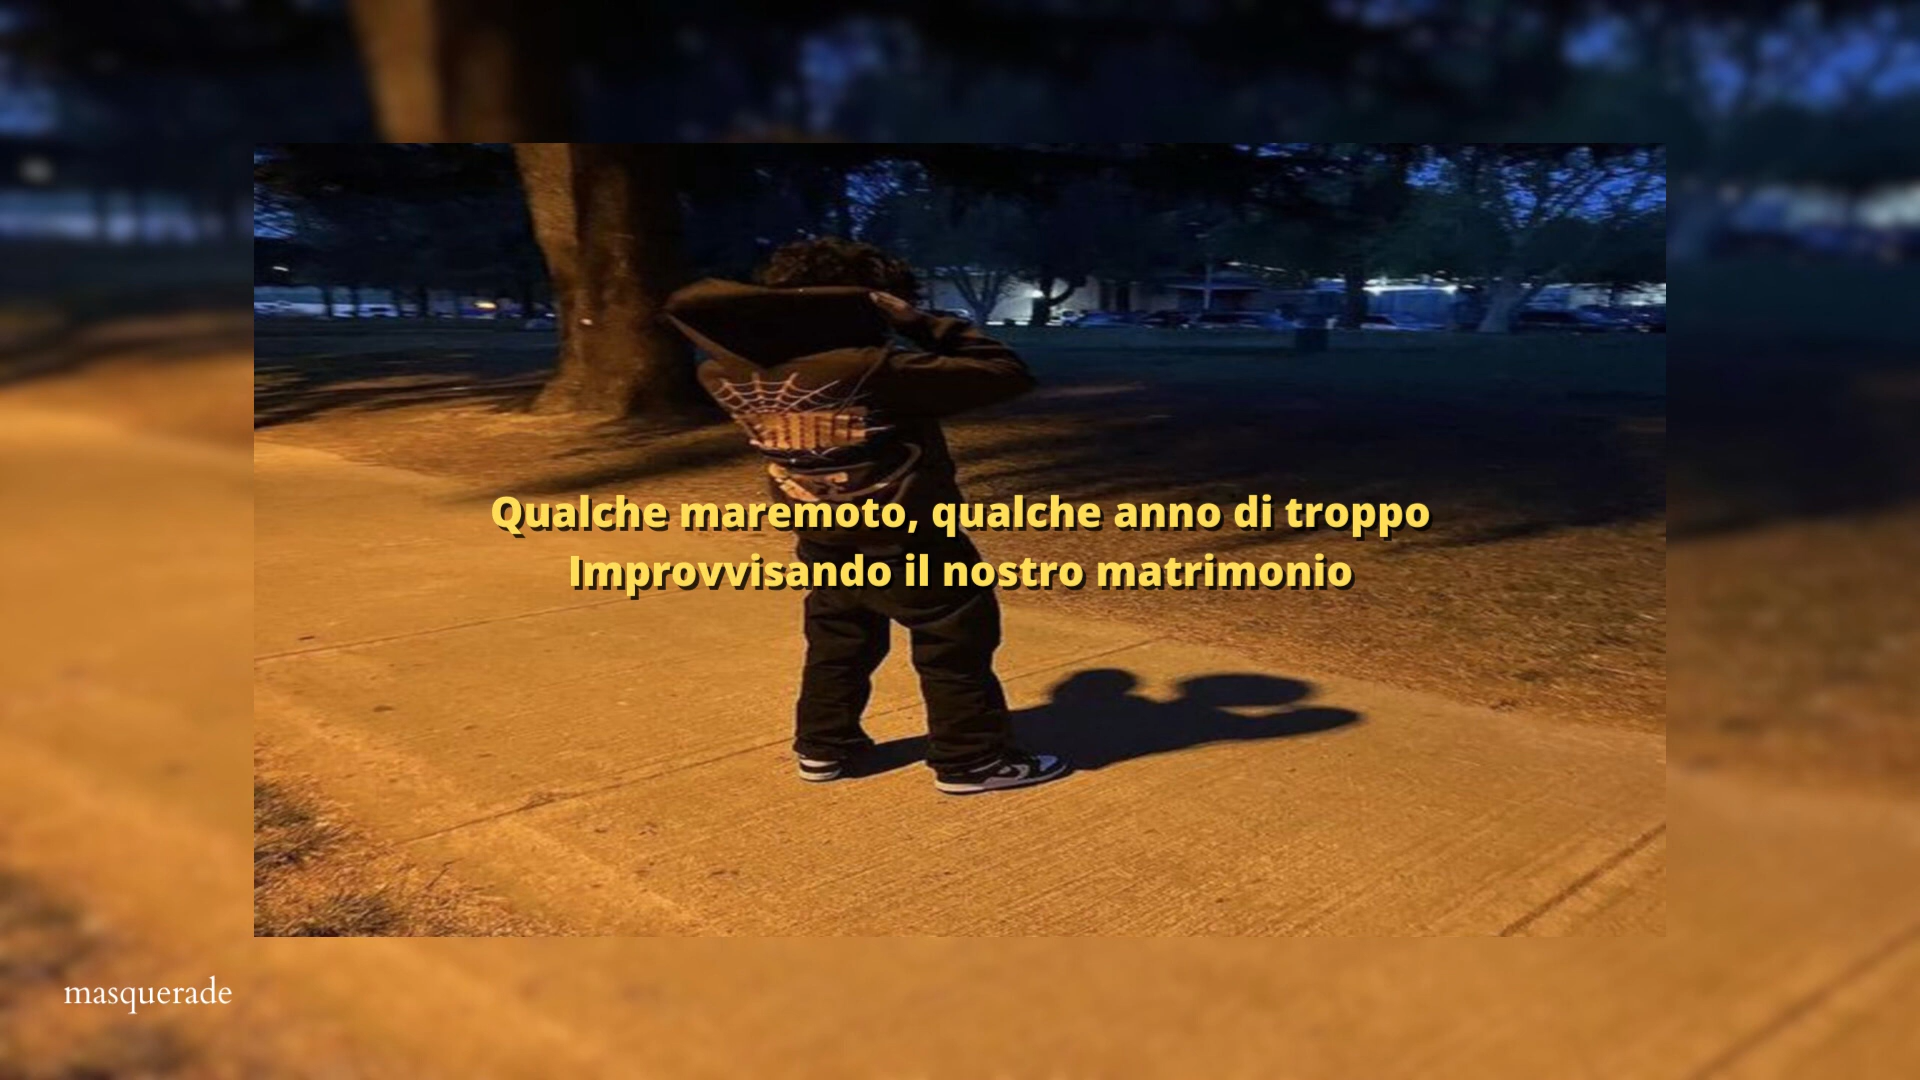 Qualche maremoto, qualche anno di troppo
Improvvisando il nostro matrimonio
masquerade